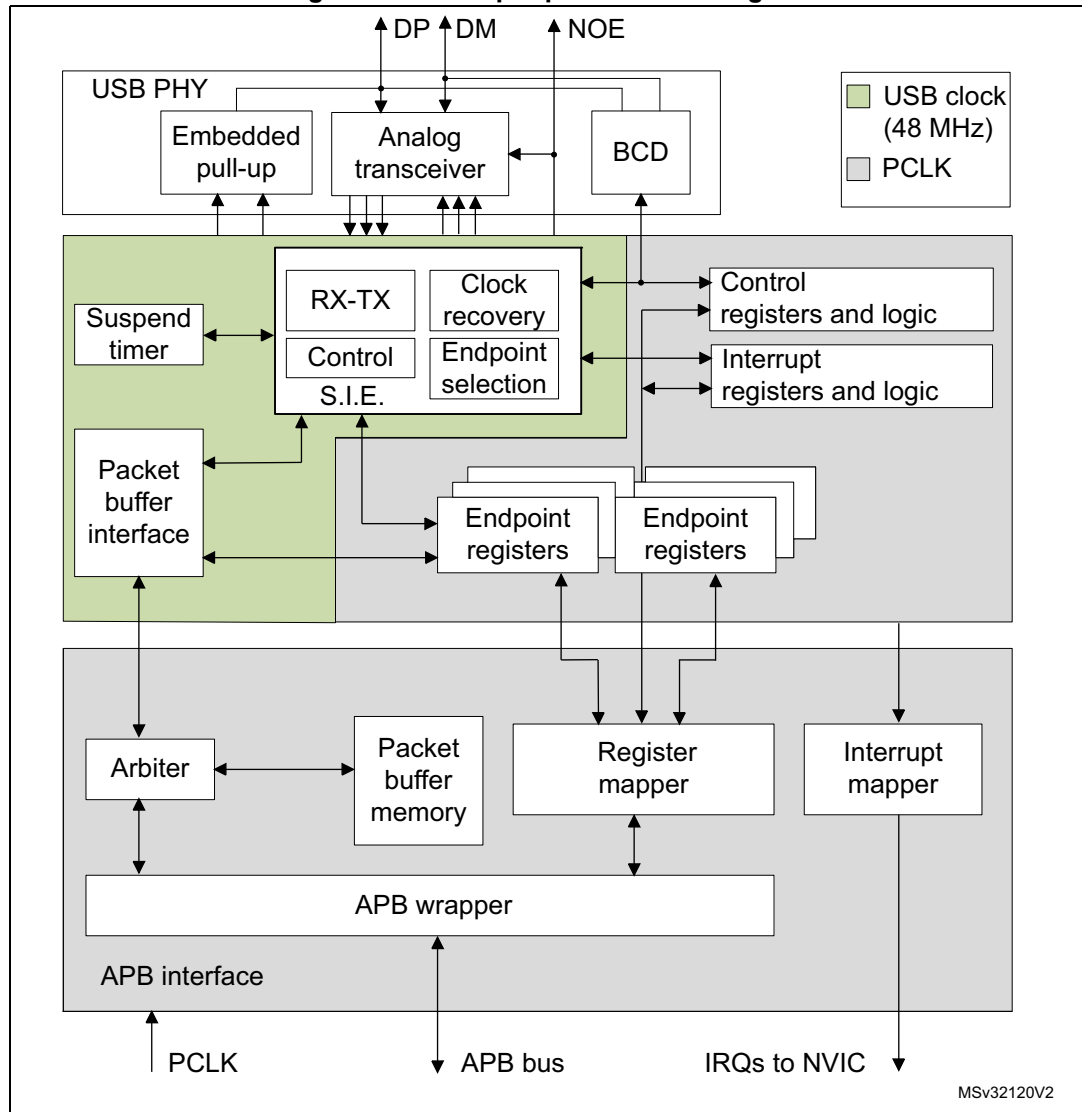 DP DM NOE
USB PHY
Embedded
pull-up
Analog
transceiver
BCD
USB clock
(48 MHz)
PCLK
RX-TX
Clock
recovery
Control
Endpoint
selection
S.I.E.
Suspend
timer
Control
registers and logic
Interrupt
registers and logic
Packet
buffer
interface
Endpoint
registers
Endpoint
registers
Arbiter
Packet
buffer
memory
Register
mapper
Interrupt
mapper
APB wrapper
APB interface
PCLK
APB bus
IRQs to NVIC
MSv32120V2